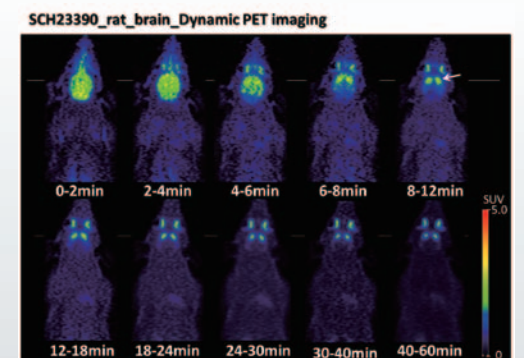 SCH23390_rat_brain_Dynamic PET imaging
0-2min 2-4min 4-6min 6-8min 8-12min
SUV
5.0
12-18min 18-24min 24-30min 30-40min 40-60min
0